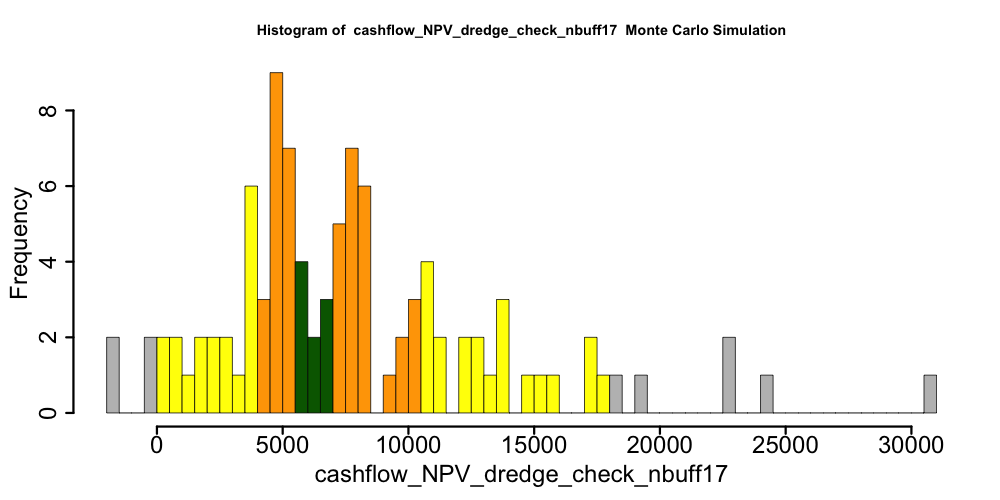 Histogram of cashflow_NPV_dredge_check_nbuff17 Monte Carlo Simulation
Frequency
8
6
4
2
0
0 5000 10000 15000 20000 25000 30000
cashflow_NPV_dredge_check_nbuff17